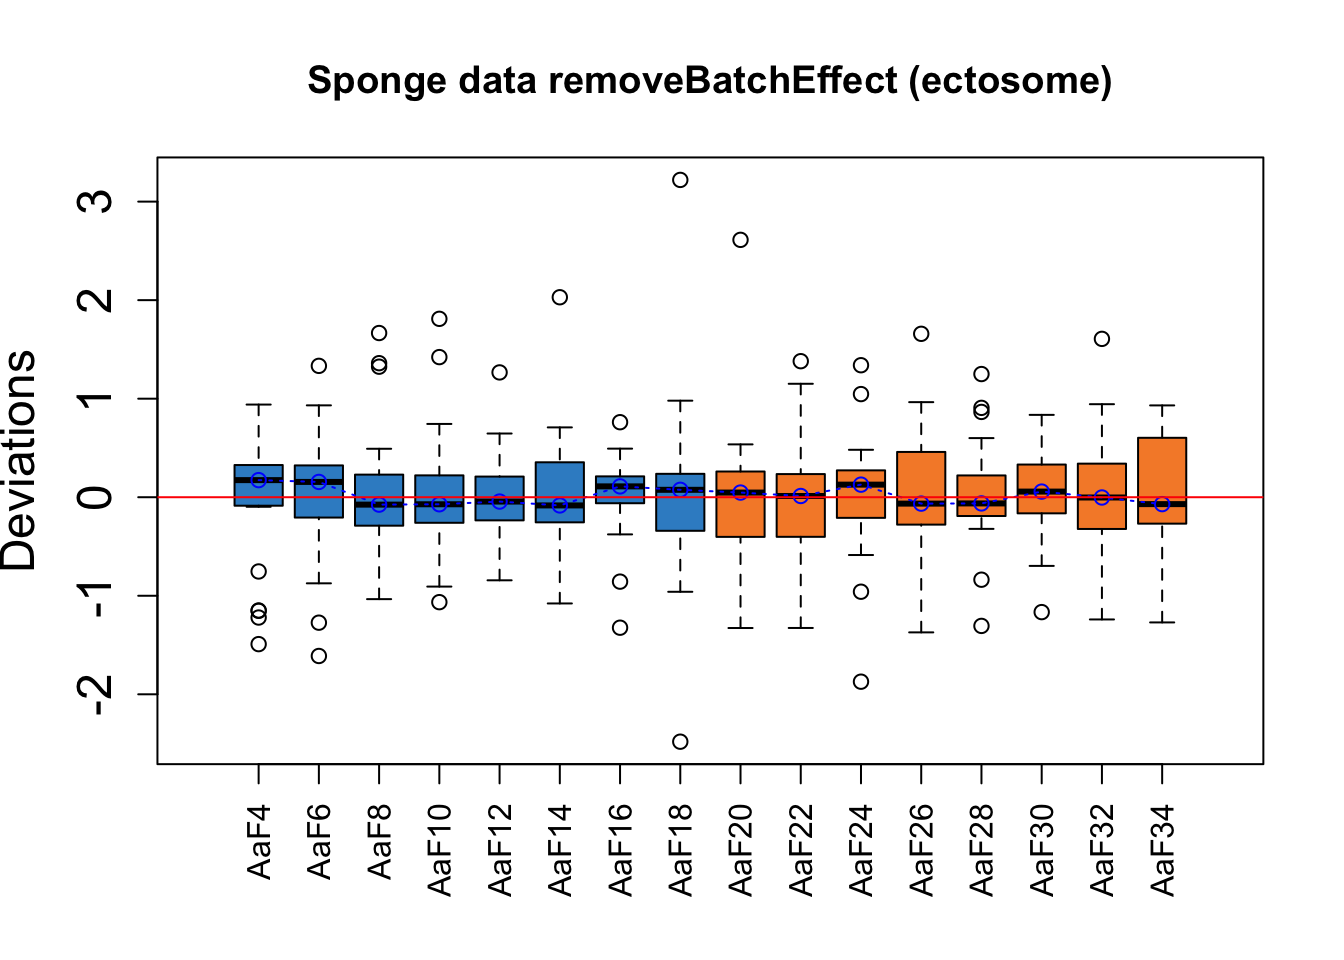 Sponge data removeBatchEffect (ectosome)
Deviations
3
2
1
0
-1
-2
AaF4
AaF6
AaF8
AaF10
AaF12
AaF14
AaF16
AaF18
AaF20
AaF22
AaF24
AaF26
AaF28
AaF30
AaF32
AaF34